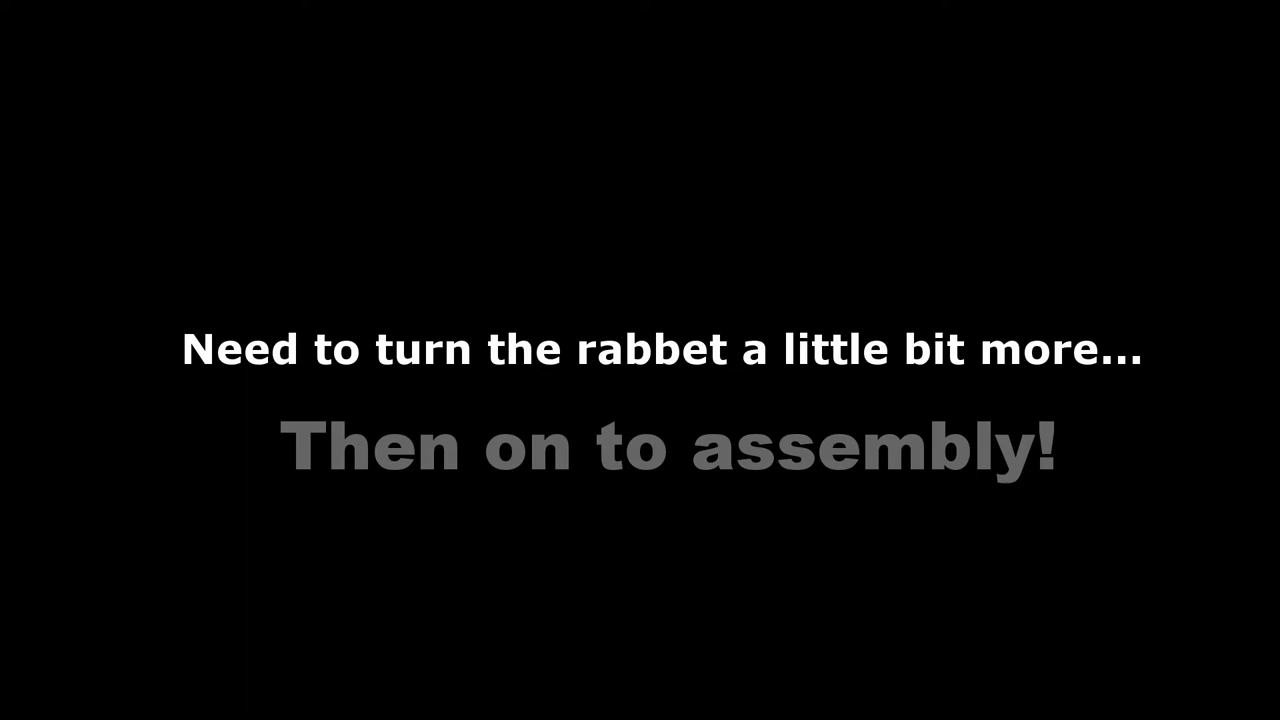 Need to turn the rabbet a little bit more...
Then on to assembly!